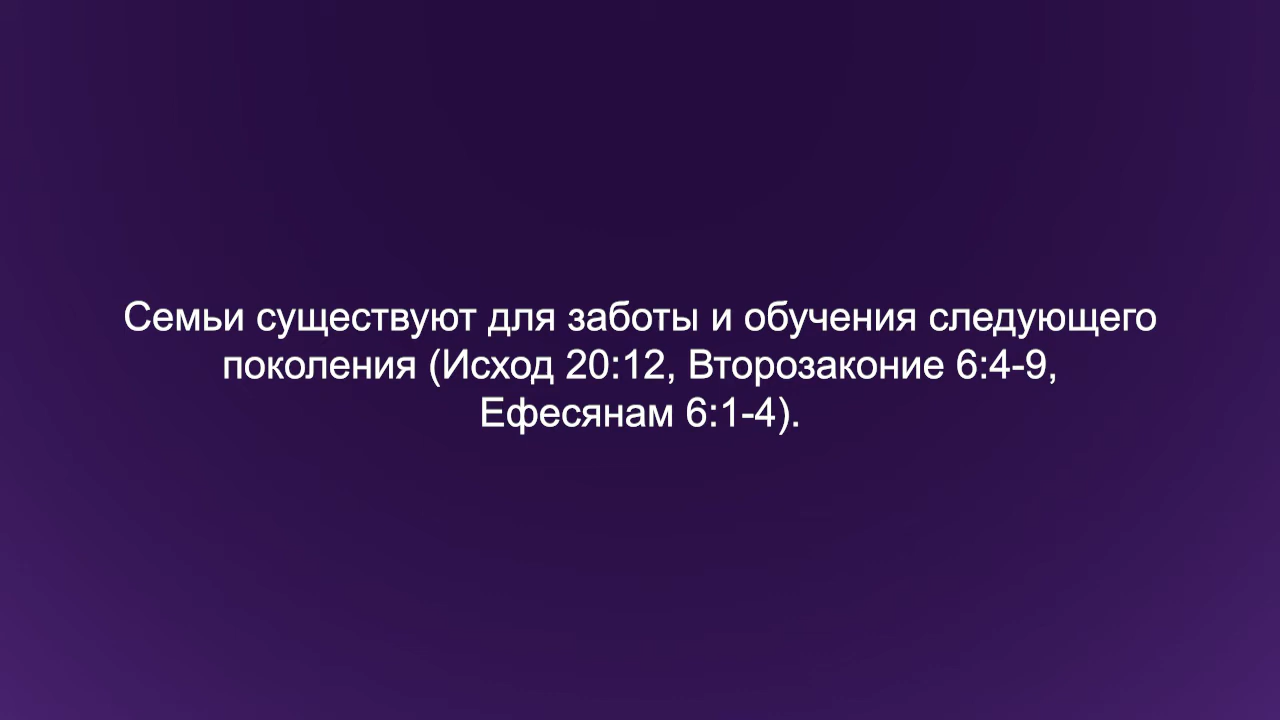 Семьи существуют для заботы и обучения следующего
поколения (Исход 20:12, Второзаконие 6:4-9,
Ефесянам 6:1-4).